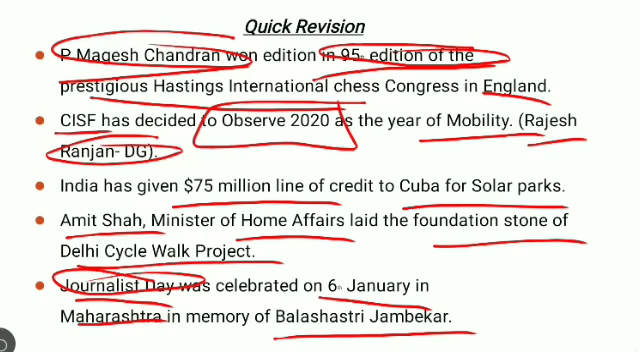 Quick Revision
P Magesh Chandran won edition in 95th edition of the
prestigious Hastings International chess Congress in England.
CISF has decided to Observe 2020 as the year of Mobility. (Rajesh
Ranjan- DG).
India has given $75 million line of credit to Cuba for Solar parks.
Amit Shah, Minister of Home Affairs laid the foundation stone of
Delhi Cycle Walk Project.
Journalist Day was celebrated on 6th January in
Maharashtra in memory of Balashastri Jambekar.